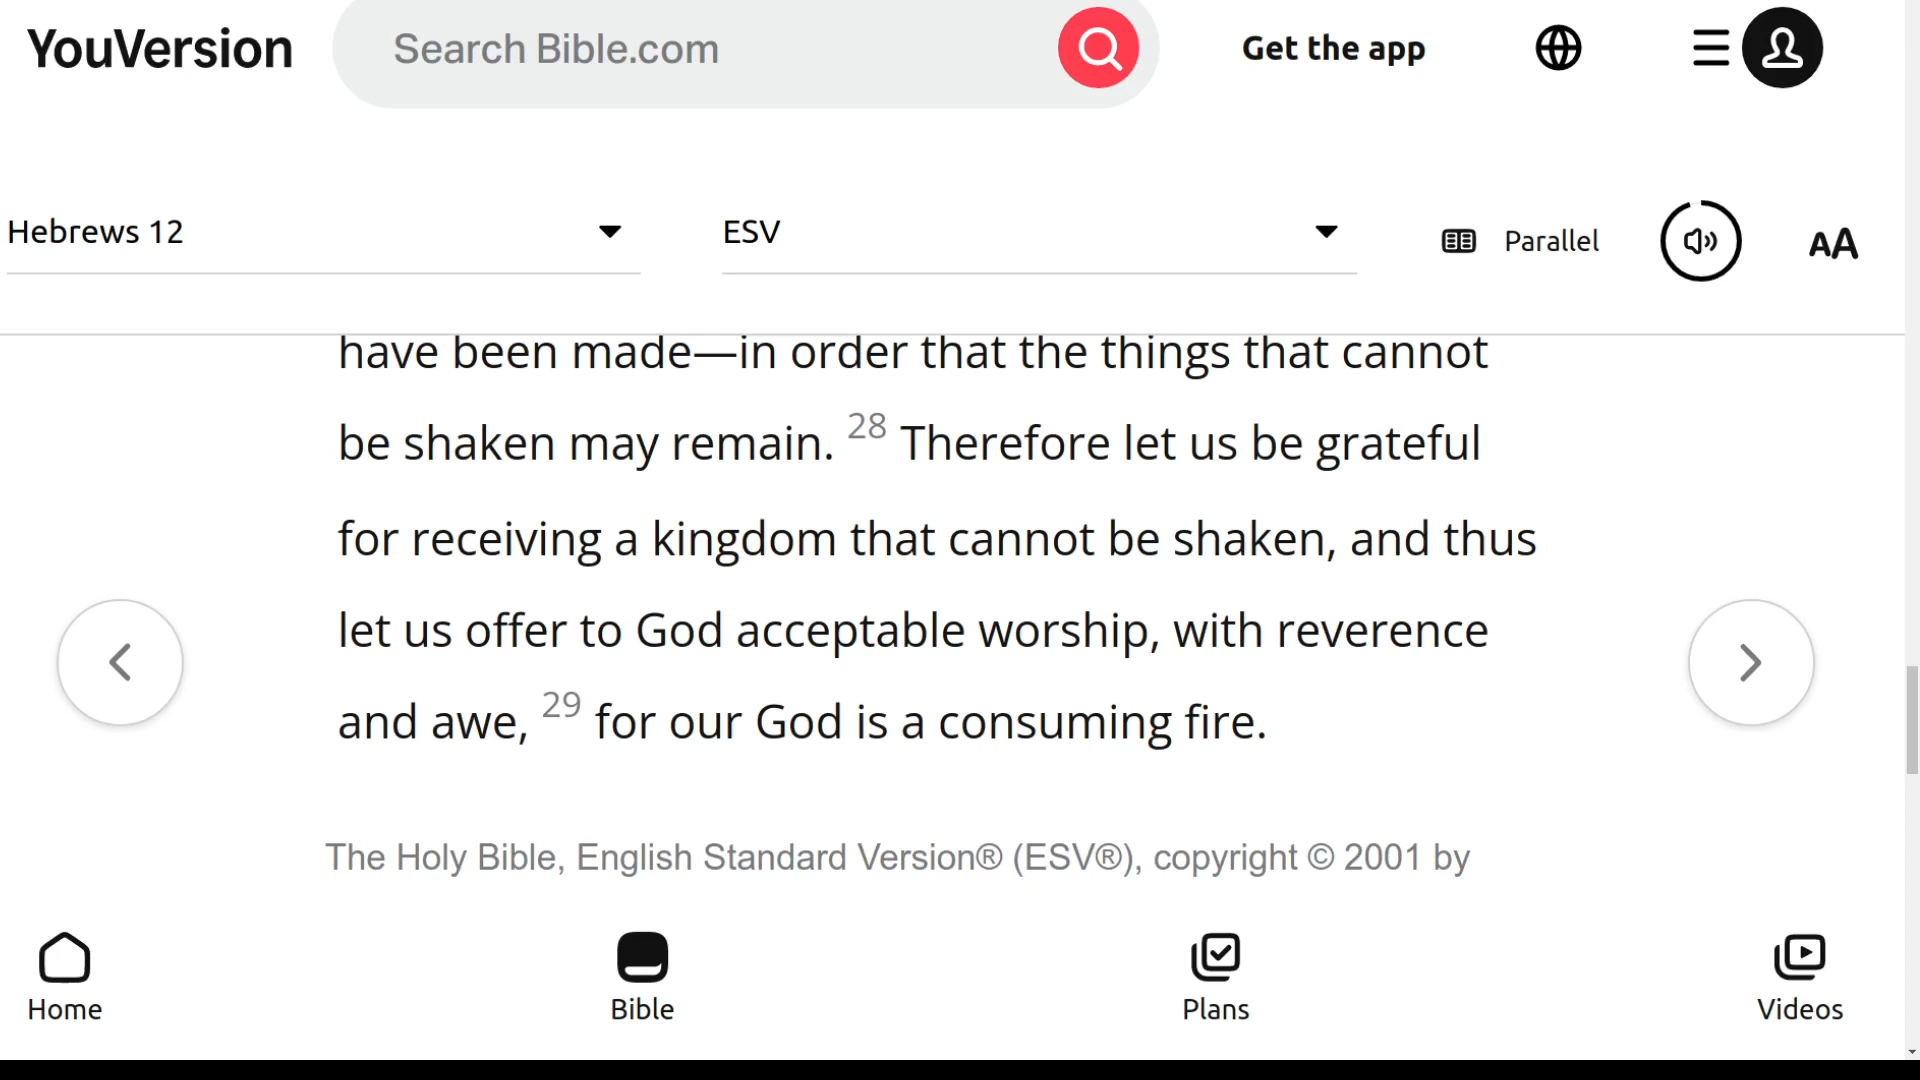 YouVersion
Search Bible.com
Get the app
Hebrews 12
ESV
Parallel
AA
have been made—in order that the things that cannot
be shaken may remain. 28 Therefore let us be grateful
for receiving a kingdom that cannot be shaken, and thus
let us offer to God acceptable worship, with reverence
and awe, 29 for our God is a consuming fire.
The Holy Bible, English Standard Version® (ESV®), copyright © 2001 by
Home
Bible
Plans
Videos